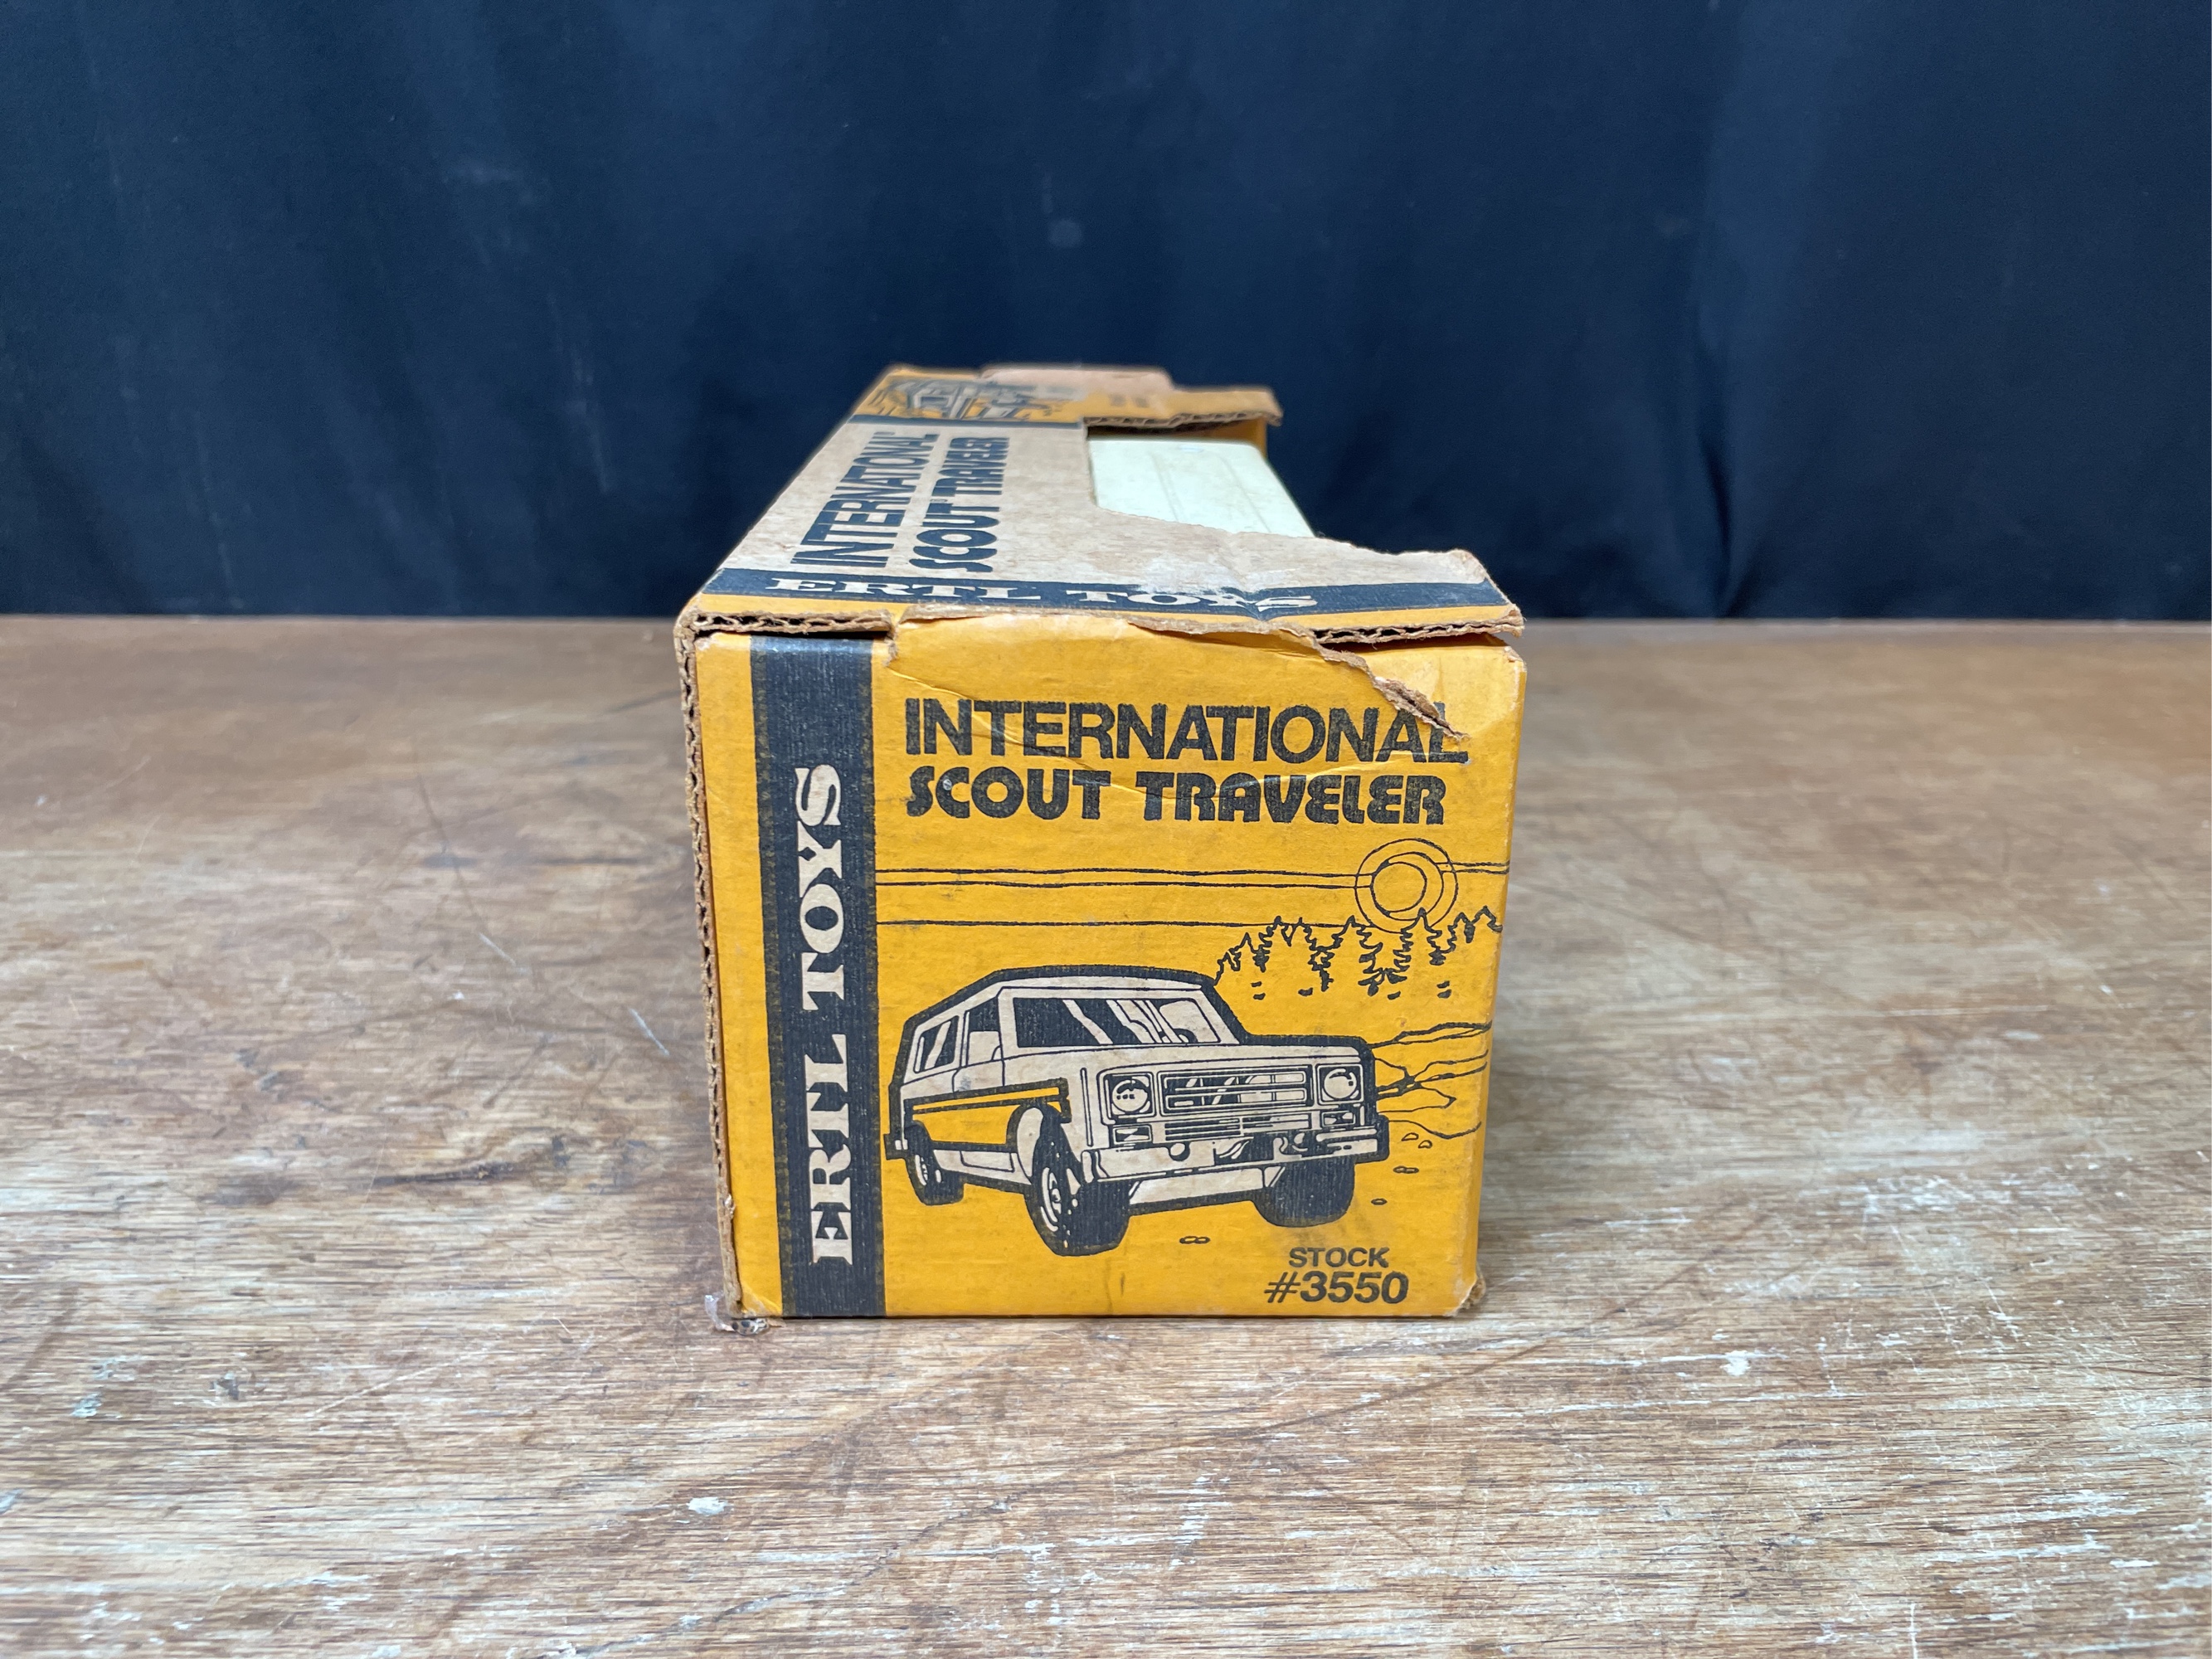 INTERNATIONAL
SCOUT TRAVELER
ERTL TOYS
ERTL TOYS
INTERNATIONAL
SCOUT TRAVELER
STOCK
#3550